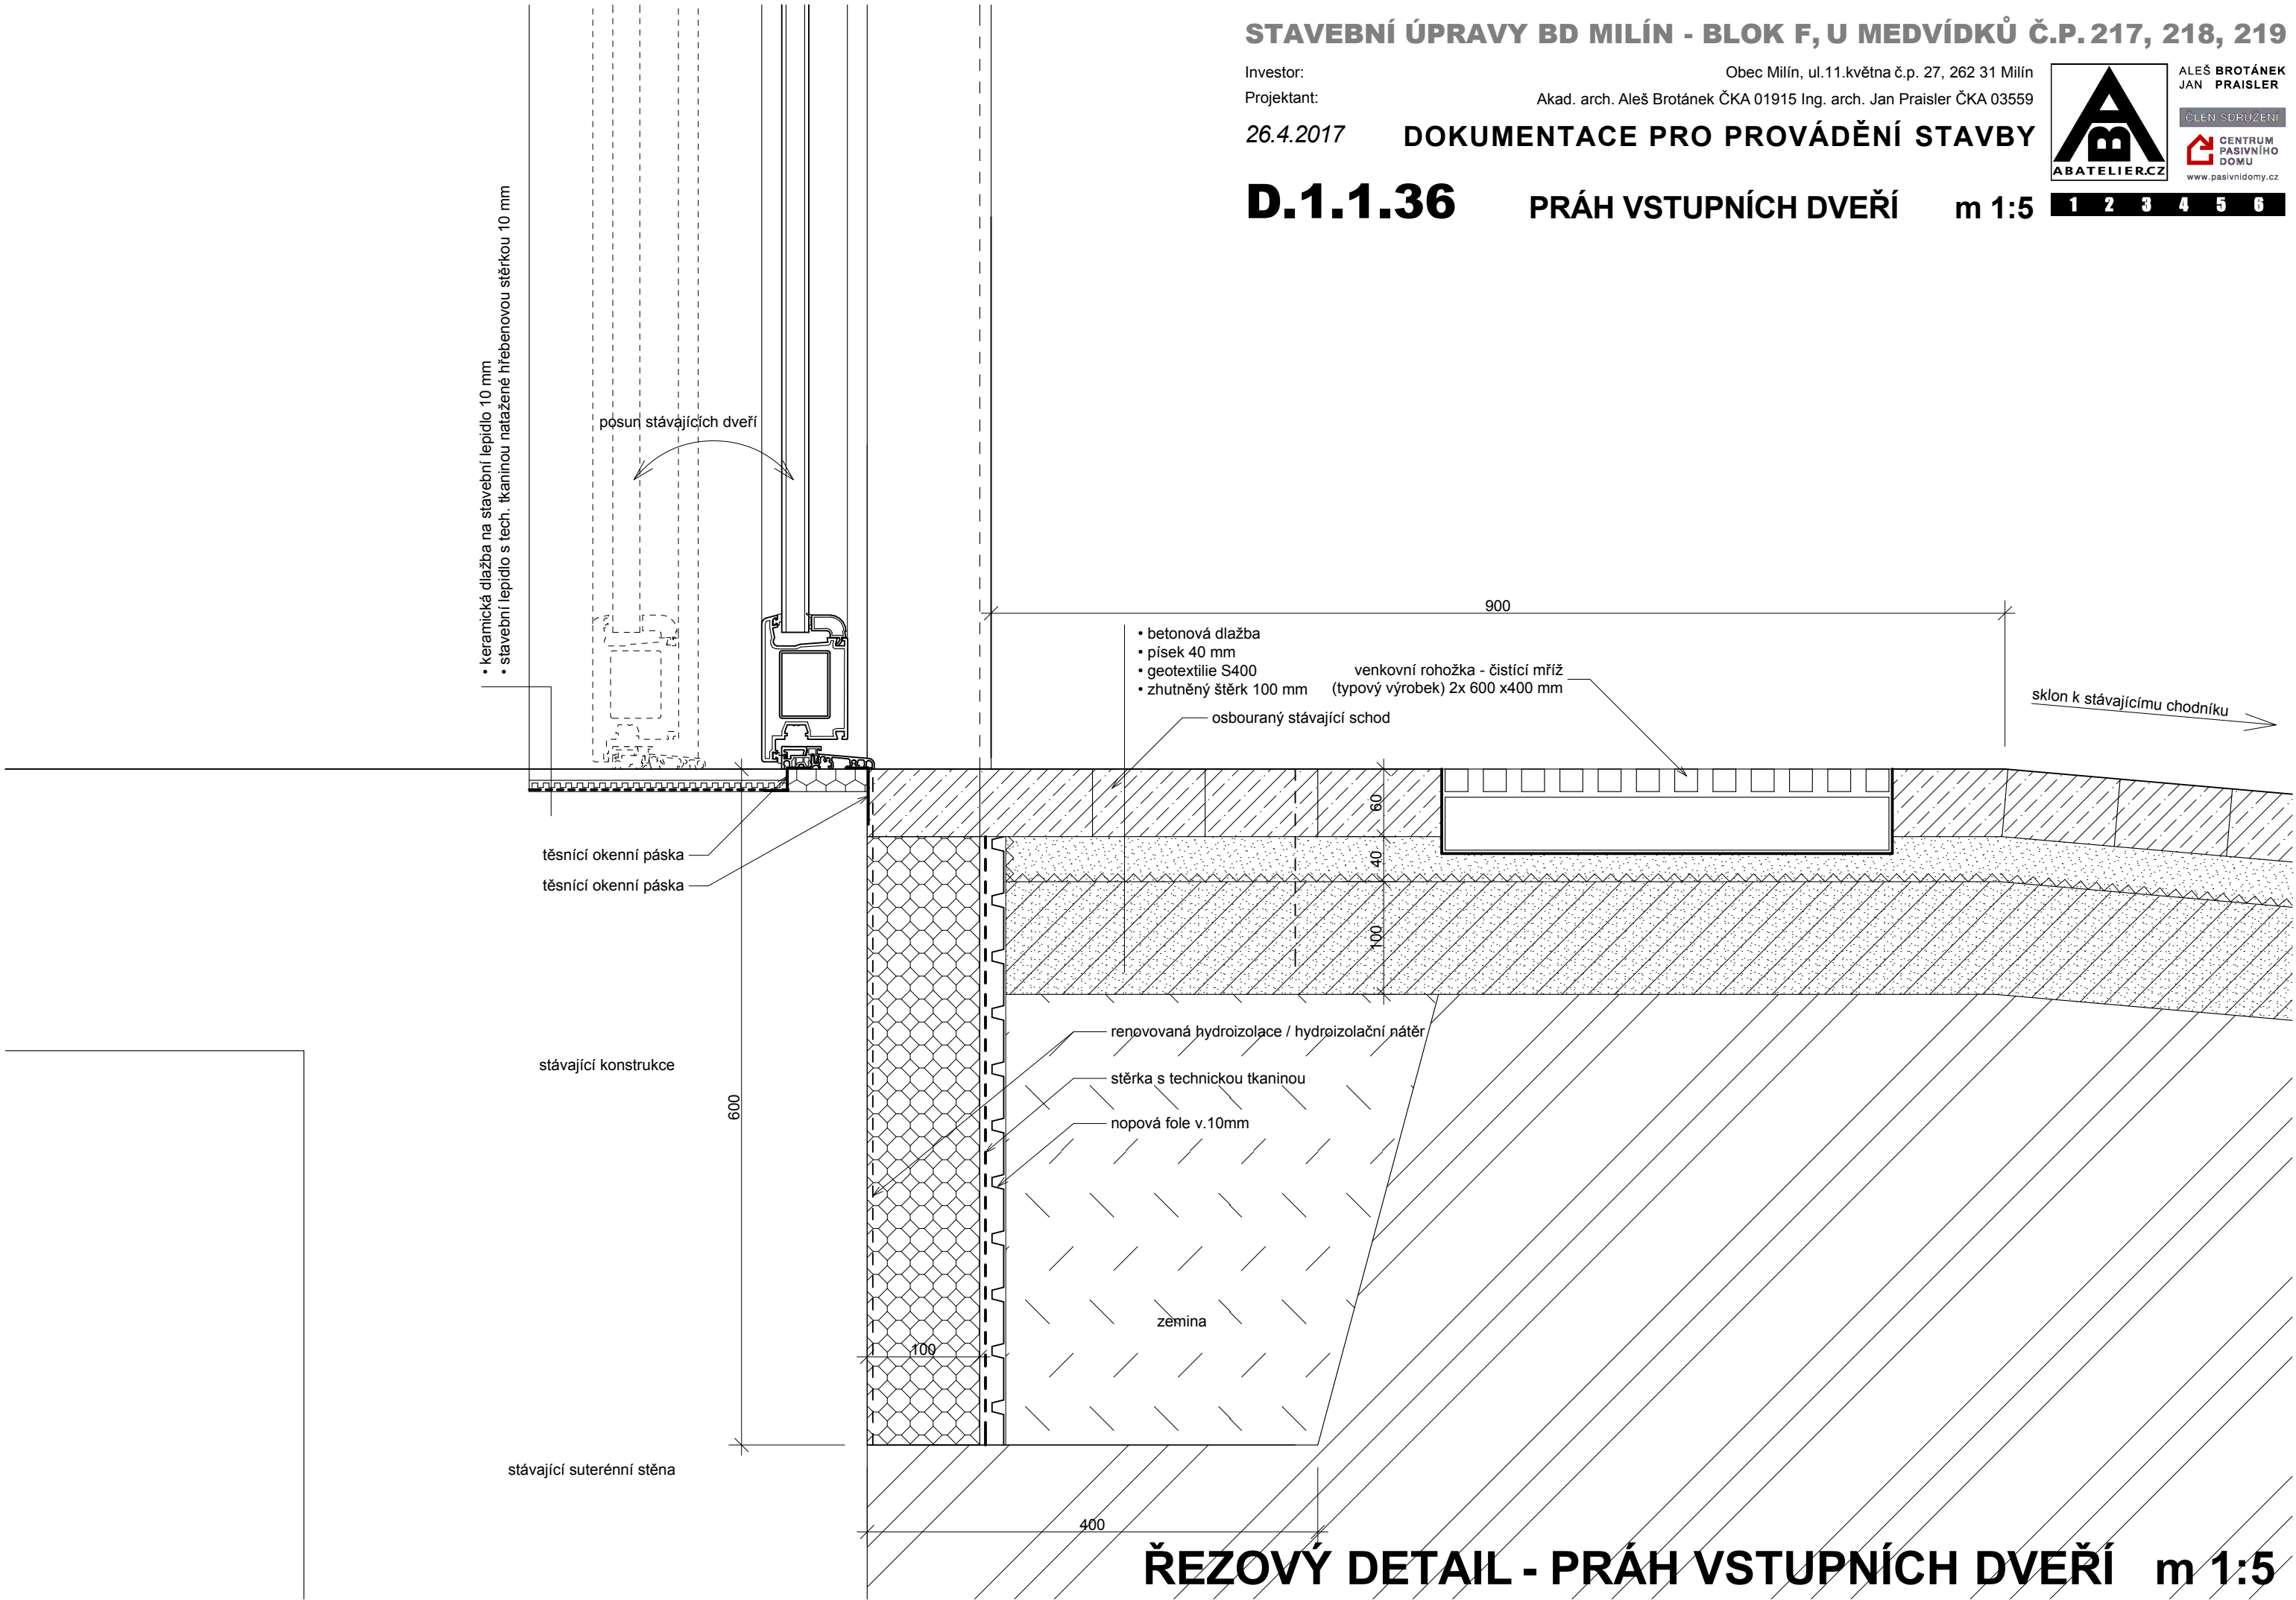 STAVEBNÍ ÚPRAVY BD MILÍN - BLOK F, U MEDVÍDKŮ Č.P. 217, 218, 219
Investor:
Obec Milín, ul.11.května č.p. 27, 262 31 Milín
Projektant:
Akad. arch. Aleš Brotánek ČKA 01915 Ing. arch. Jan Praisler ČKA 03559
26.4.2017
DOKUMENTACE PRO PROVÁDĚNÍ STAVBY
D.1.1.36
PRÁH VSTUPNÍCH DVEŘÍ
m 1:5
ABATELIER.CZ
ALEŠ BROTÁNEK
JAN PRAISLER
ČLEN SDRUŽENÍ
CENTRUM
PASIVNÍHO
DOMU
www.pasivnidomy.cz
1 2 3 4 5 6
• keramická dlažba na stavební lepidlo 10 mm
• stavební lepidlo s tech. tkaninou natažené hřebenovou stěrkou 10 mm
posun stávajících dveří
900
• betonová dlažba
• písek 40 mm
• geotextilie S400
• zhutněný štěrk 100 mm
venkovní rohožka - čistící mříž
(typový výrobek) 2x 600 x400 mm
osbouraný stávající schod
sklon k stávajícímu chodníku
60
40
100
těsnící okenní páska
těsnící okenní páska
stávající konstrukce
600
renovovaná hydroizolace / hydroizolační nátěr
stěrka s technickou tkaninou
nopová fole v.10mm
zemina
100
stávající suterénní stěna
400
ŘEZOVÝ DETAIL - PRÁH VSTUPNÍCH DVEŘÍ m 1:5